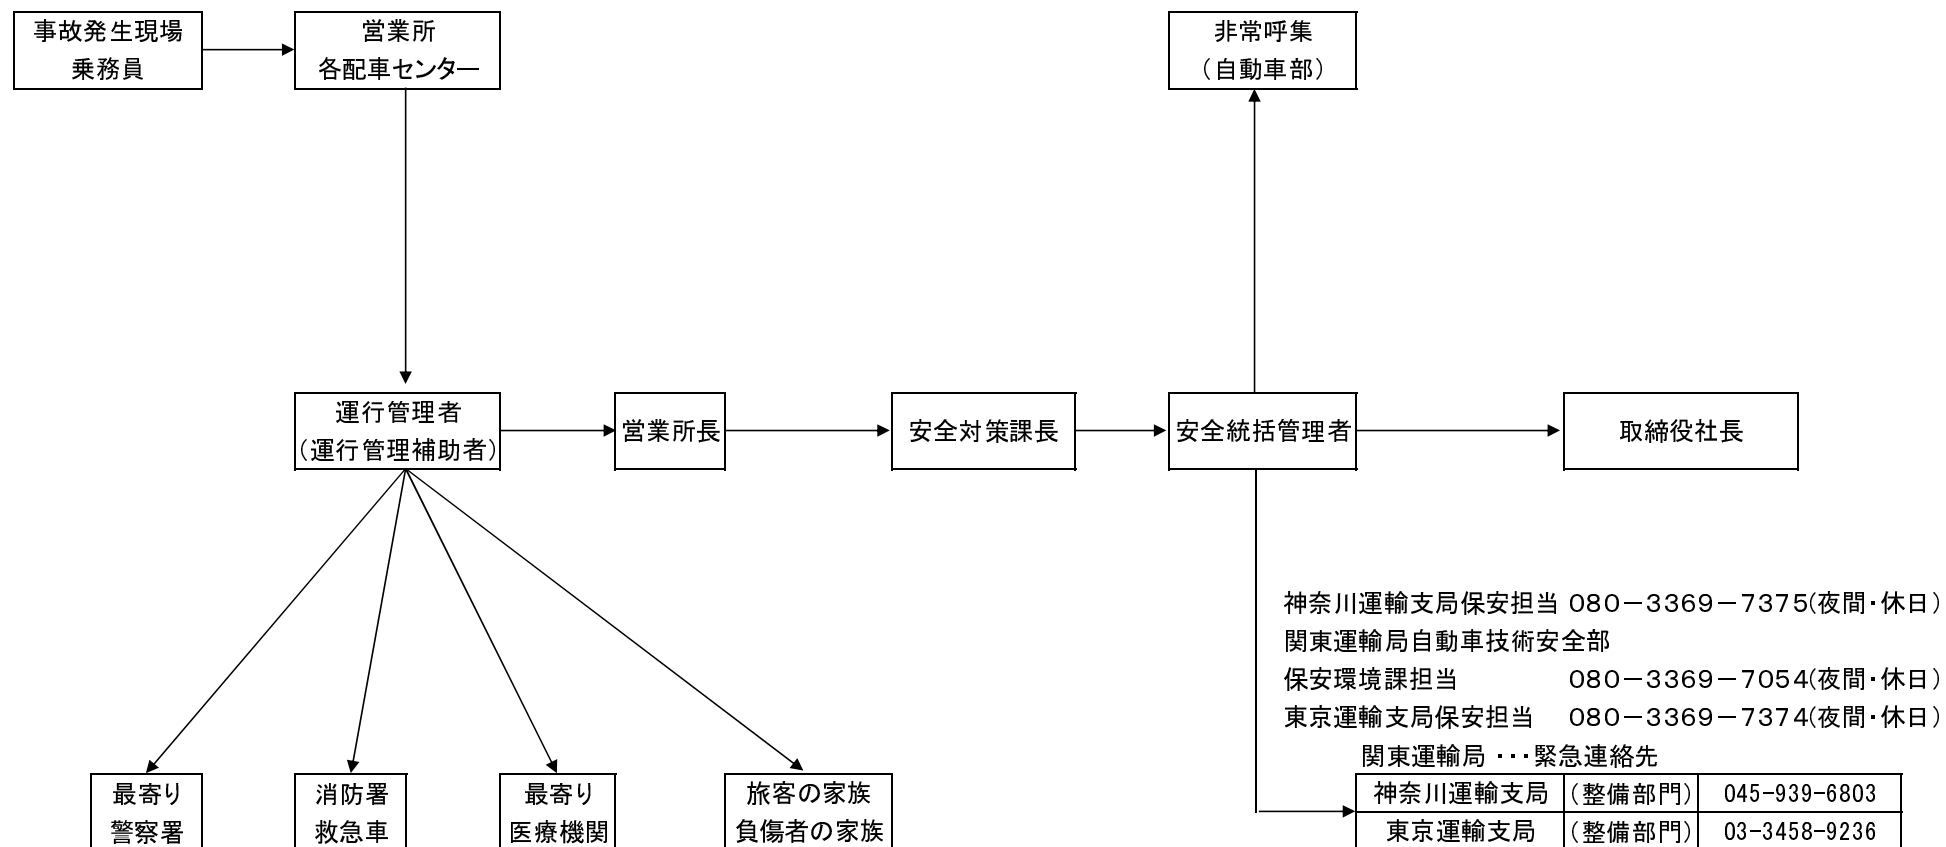 事故発生現場
乗務員
営業所
各配車センター
非常呼集
（自動車部）
運行管理者
（運行管理補助者）
営業所長
安全対策課長
安全統括管理者
取締役社長
神奈川運輸支局保安担当 080－3369－7375（夜間・休日）
関東運輸局自動車技術安全部
保安環境課担当 080－3369－7054（夜間・休日）
東京運輸支局保安担当 080－3369－7374（夜間・休日）
関東運輸局 ・・・緊急連絡先
神奈川運輸支局 （整備部門） 045-939-6803
東京運輸支局 （整備部門） 03-3458-9236
最寄り
警察署
消防署
救急車
最寄り
医療機関
旅客の家族
負傷者の家族